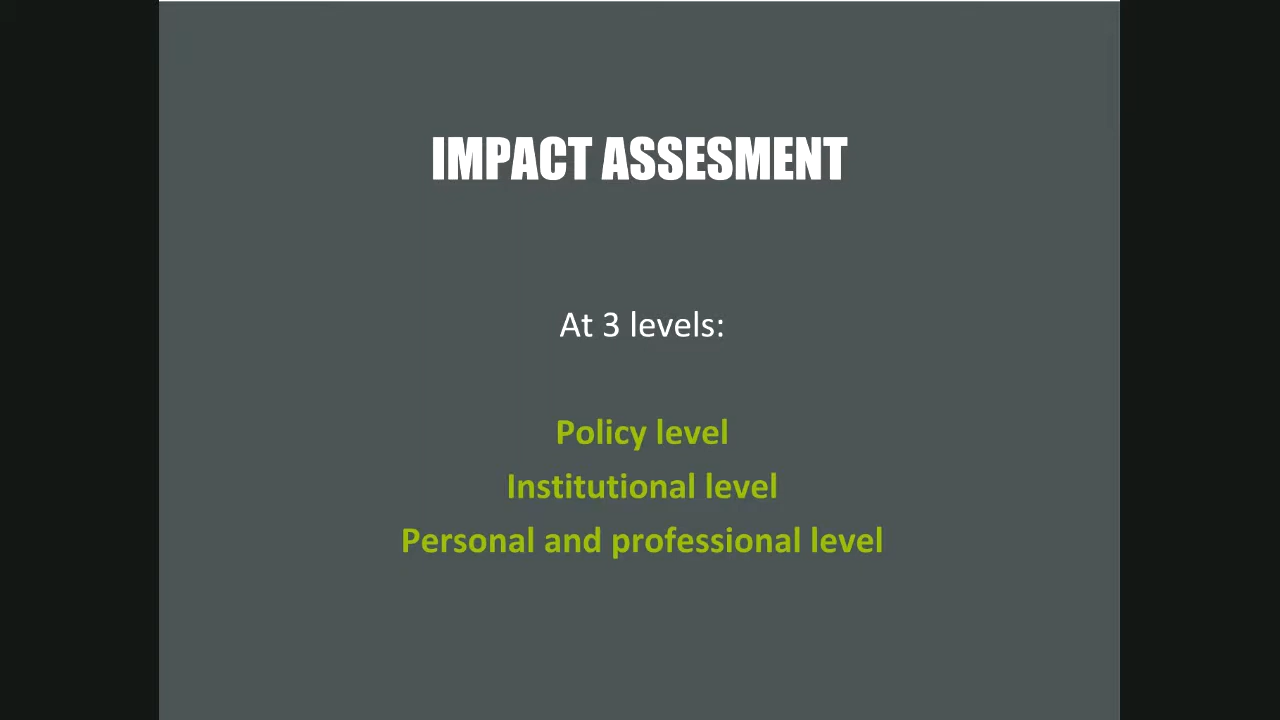 IMPACT ASSESMENT
At 3 levels:
Policy level
Institutional level
Personal and professional level